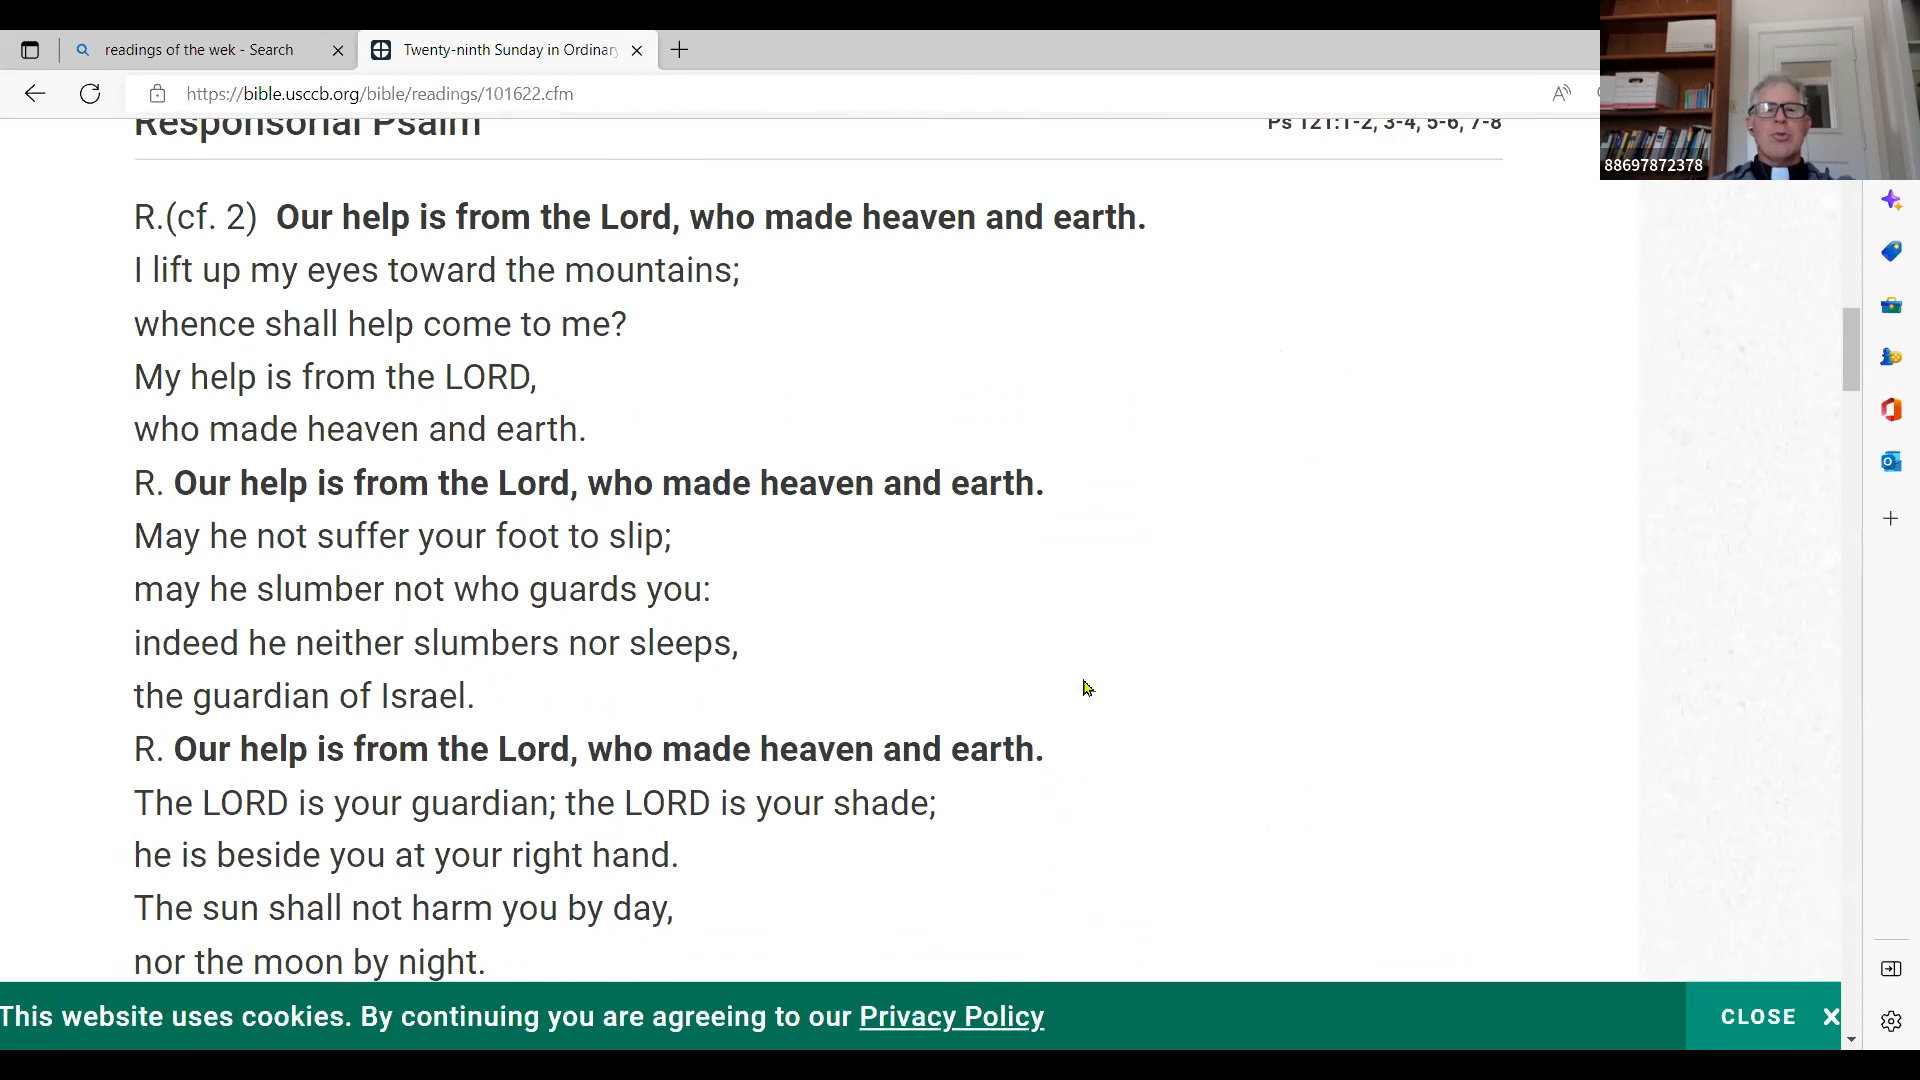 readings of the wek - Search
Twenty-ninth Sunday in Ordinar
https://bible.usccb.org/bible/readings/101622.cfm
88697872378
Responsorial Psalm
Ps 121:1-2, 3-4, 5-6, 7-8
R.(cf. 2) Our help is from the Lord, who made heaven and earth.
I lift up my eyes toward the mountains;
whence shall help come to me?
My help is from the LORD,
who made heaven and earth.
R. Our help is from the Lord, who made heaven and earth.
May he not suffer your foot to slip;
may he slumber not who guards you:
indeed he neither slumbers nor sleeps,
the guardian of Israel.
R. Our help is from the Lord, who made heaven and earth.
The LORD is your guardian; the LORD is your shade;
he is beside you at your right hand.
The sun shall not harm you by day,
nor the moon by night.
This website uses cookies. By continuing you are agreeing to our Privacy Policy
CLOSE